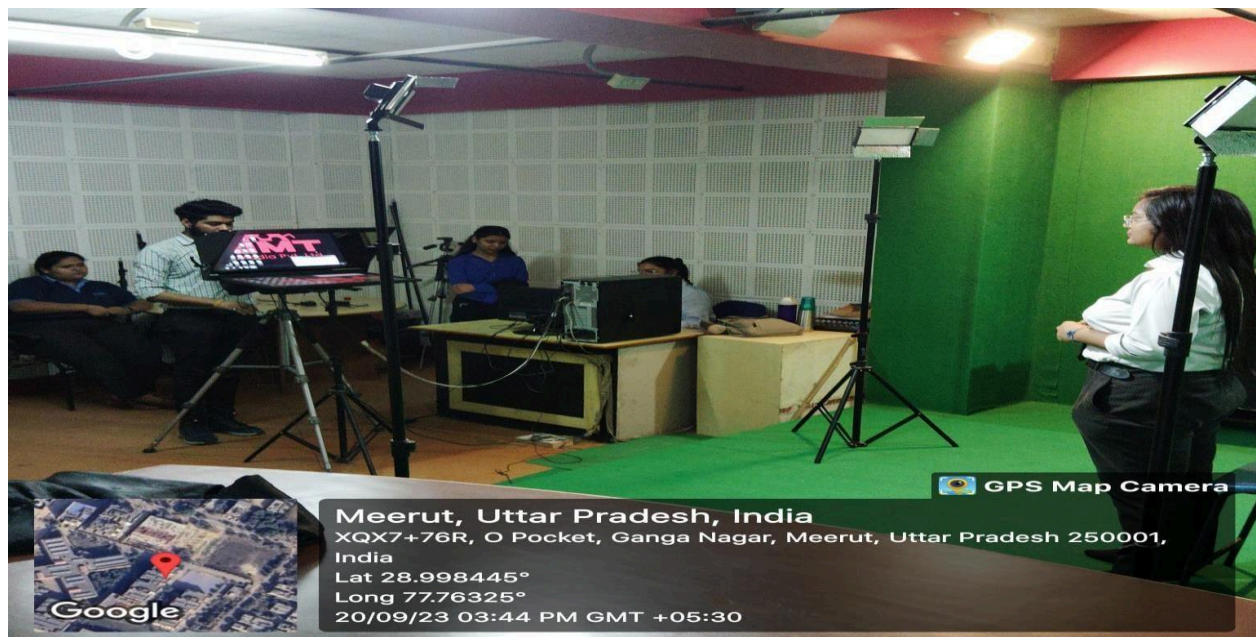 MT
GPS Map Camera
Meerut, Uttar Pradesh, India
XQX7+76R, O Pocket, Ganga Nagar, Meerut, Uttar Pradesh 250001,
India
Lat 28.998445°
Long 77.76325°
20/09/23 03:44 PM GMT +05:30
Google